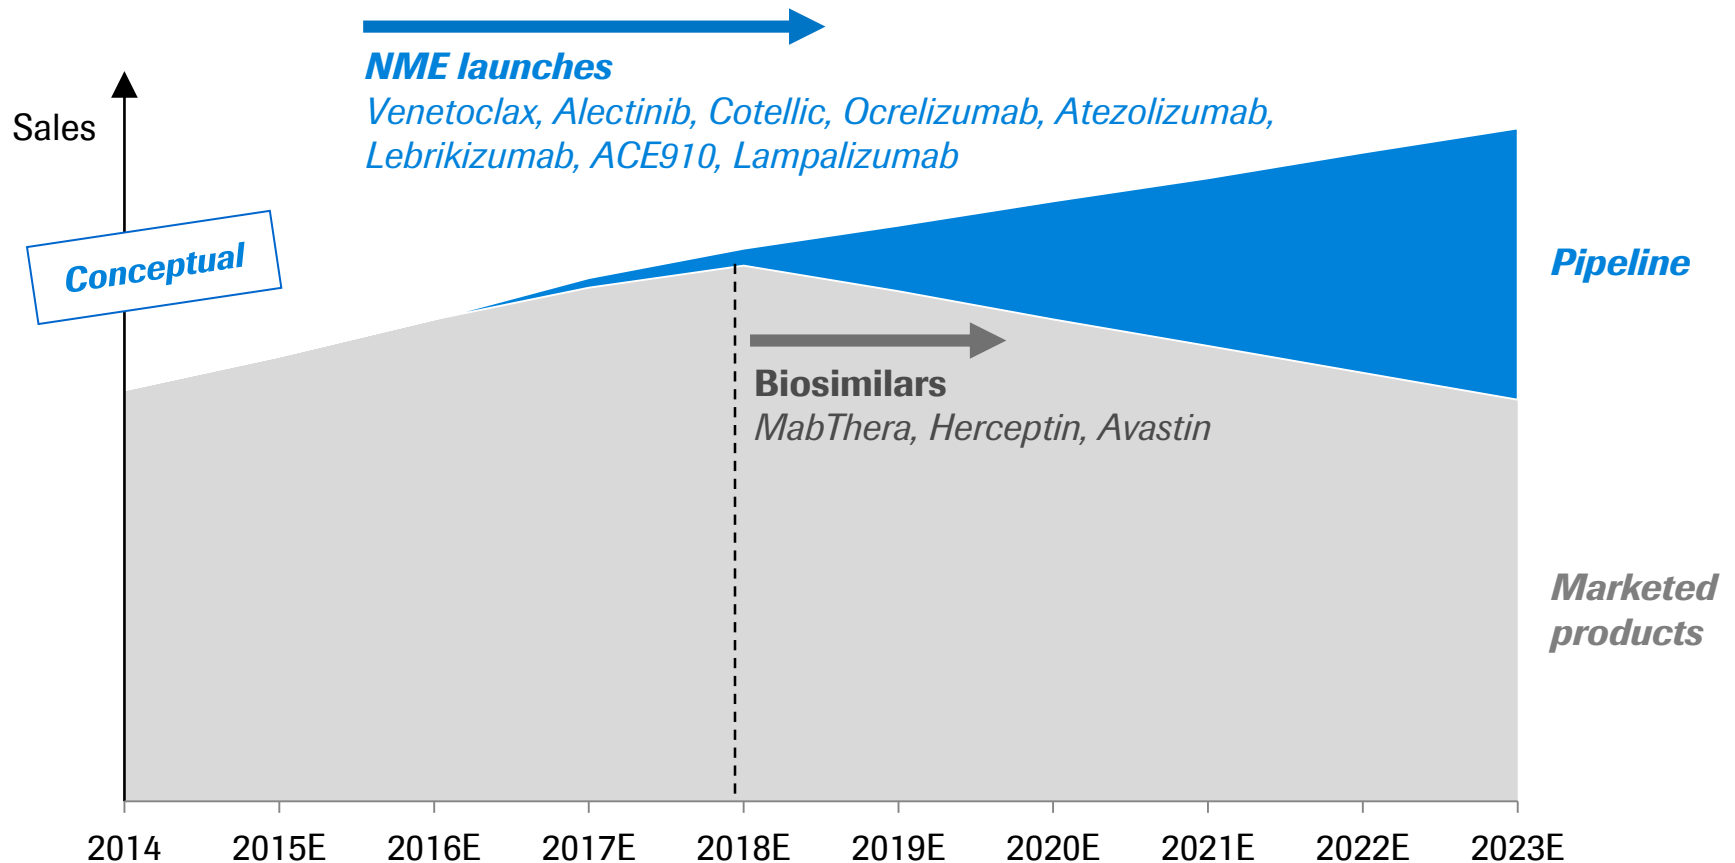 NME launches
Venetoclax, Alectinib, Cotellic, Ocrelizumab, Atezolizumab,
Lebrikizumab, ACE910, Lampalizumab
Sales
Conceptual
Pipeline
Biosimilars
MabThera, Herceptin, Avastin
Marketed
products
2014 2015E 2016E 2017E 2018E 2019E 2020E 2021E 2022E 2023E